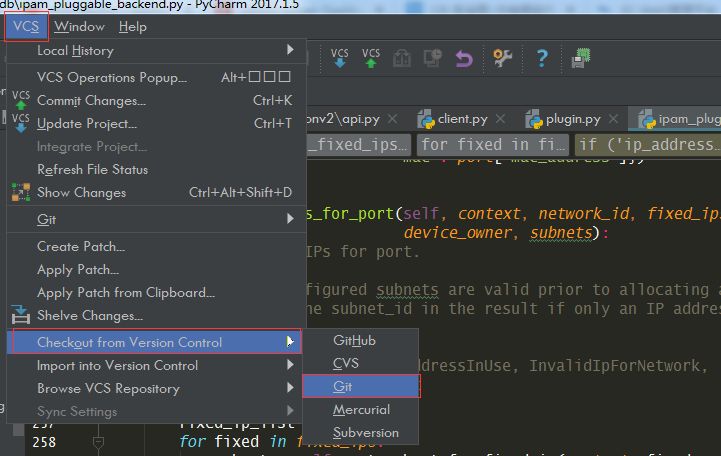 db\ipam_pluggable_backend.py - PyCharm 2017.1.5
VCS Window Help
Local History
VCS Operations Popup... Alt+□□□
Commit Changes... Ctrl+K
Update Project... Ctrl+T
Integrate Project...
Refresh File Status
Show Changes Ctrl+Alt+Shift+D
Git
Create Patch...
Apply Patch...
Apply Patch from Clipboard...
Shelve Changes...
Checkout from Version Control
Import into Version Control
Browse VCS Repository
Sync Settings
GitHub
CVS
Git
Mercurial
Subversion
VCS VCS
onv2\api.py client.py plugin.py ipam_plug
_fixed_ips... for fixed in fi... if ('ip_address...
mac': port['mac_address']})
s_for_port(self, context, network_id, fixed_ips
device_owner, subnets):
IPs for port.
figured subnets are valid prior to allocating a
he subnet_id in the result if only an IP addres
ddressInUse, InvalidIpForNetwork,
257 fixed_ip_list
258 for fixed in fixed_ips: